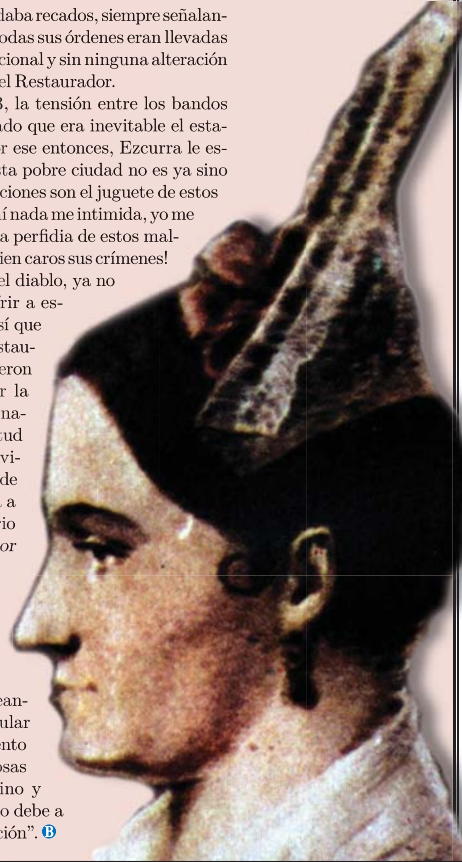 daba recados, siempre señalan-
odas sus órdenes eran llevadas
cional y sin ninguna alteración
el Restaurador.
, la tensión entre los bandos
ado que era inevitable el esta-
r ese entonces, Ezcurra le es-
sta pobre ciudad no es ya sino
ciones son el juguete de estos
í nada me intimida, yo me
a perfidia de estos mal-
ien caros sus crímenes!
el diablo, ya no
rir a es-
sí que
stau-
eron
r la
na-
tud
vi-
de
a
rio
or
ean-
ular
ento
osas
ino y
o debe a
ción”. B